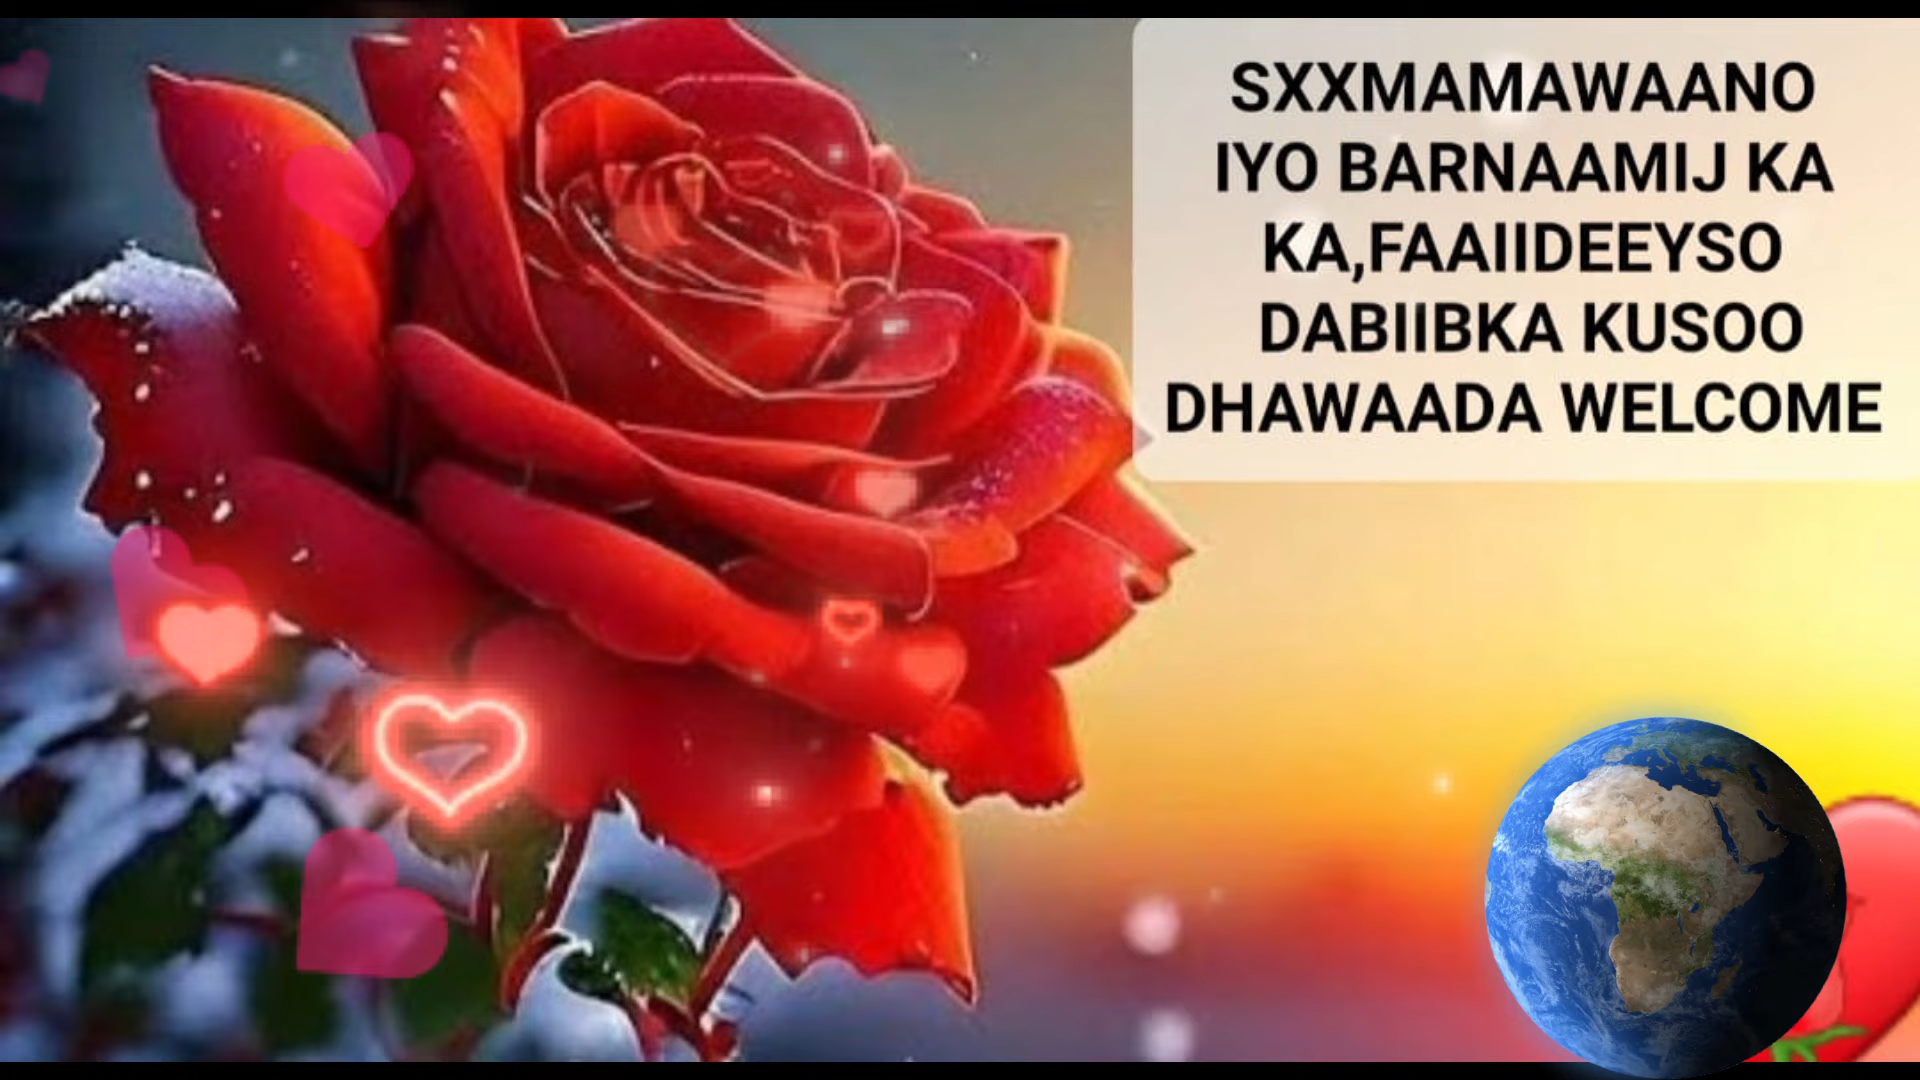 SXXMAMAWAANO
IYO BARNAAMIJ KA
KA,FAAIIDEEYSO
DABIIBKA KUSOO
DHAWAADA WELCOME